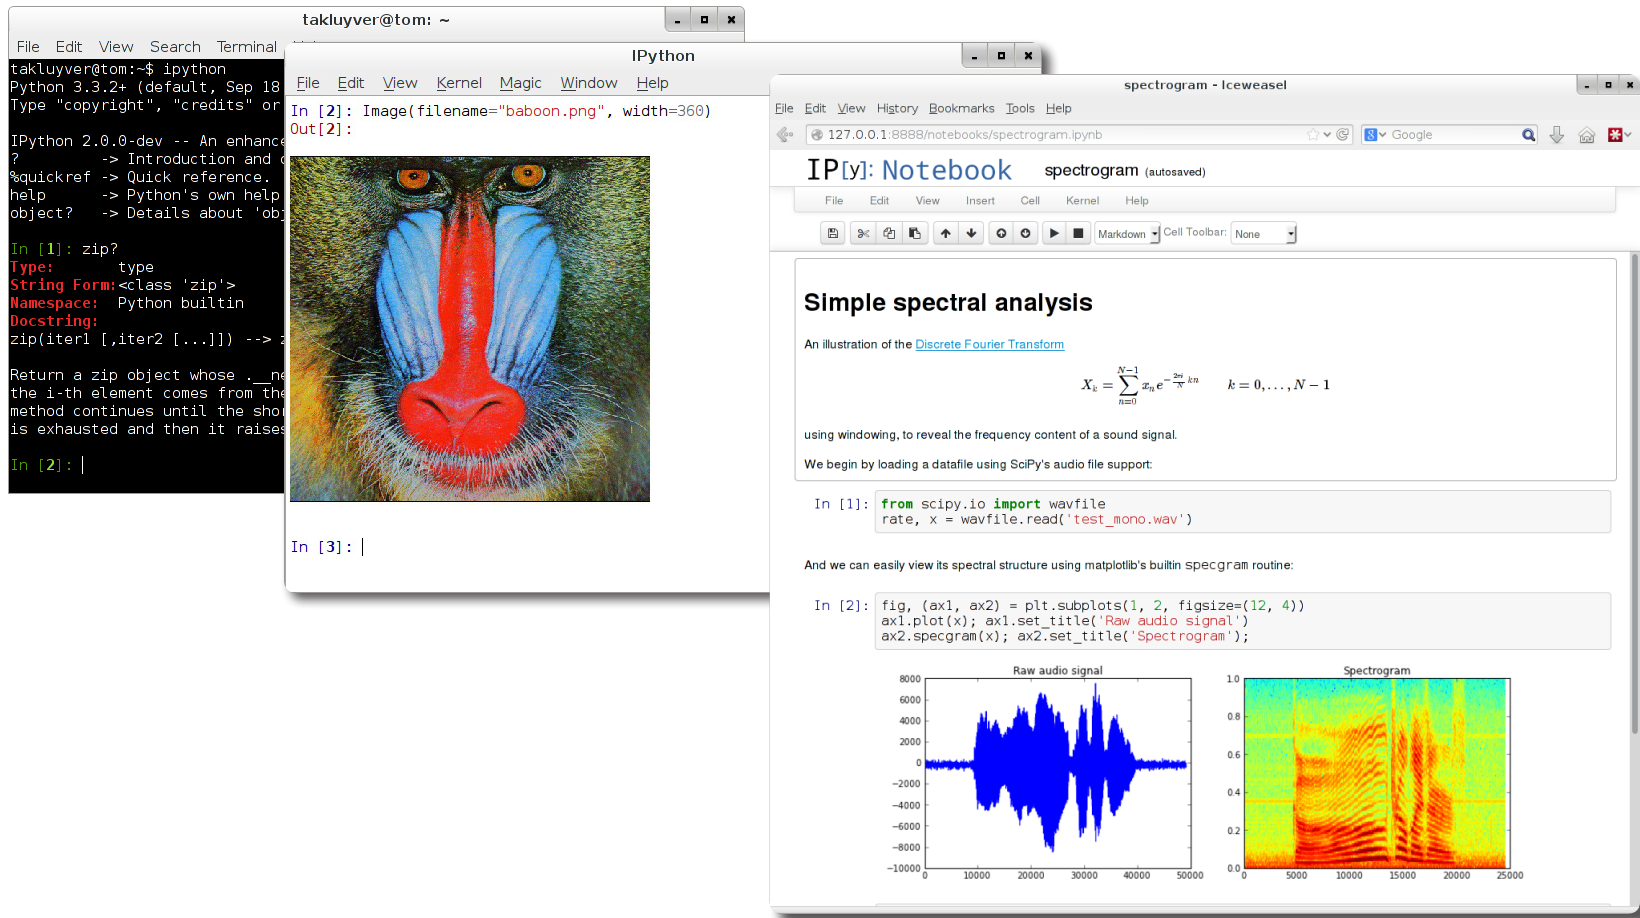 takluyver@tom: ~
File Edit View Search Terminal
takluyver@tom:~$ ipython
Python 3.3.2+ (default, Sep 18
Type "copyright", "credits" or
IPython 2.0.0-dev -- An enhance
? -> Introduction and o
%quickref -> Quick reference.
help -> Python's own help
object? -> Details about 'obj
In [1]: zip?
Type: type
String Form:<class 'zip'>
Namespace: Python builtin
Docstring:
zip(iter1 [,iter2 [...]]) --> z
Return a zip object whose .__ne
the i-th element comes from the
method continues until the shor
is exhausted and then it raises
In [2]:
IPython
File Edit View Kernel Magic Window Help
In [2]: Image(filename="baboon.png", width=360)
Out[2]:
In [3]:
spectrogram - Iceweasel
File Edit View History Bookmarks Tools Help
127.0.0.1:8888/notebooks/spectrogram.ipynb
Google
IP[y]: Notebook spectrogram (autosaved)
File Edit View Insert Cell Kernel Help
Markdown Cell Toolbar: None
Simple spectral analysis
An illustration of the Discrete Fourier Transform
X_k = \sum_{n=0}^{N-1} x_n e^{-\frac{2\pi i}{N} kn} k = 0, . . . , N − 1
using windowing, to reveal the frequency content of a sound signal.
We begin by loading a datafile using SciPy's audio file support:
In [1]: from scipy.io import wavfile
rate, x = wavfile.read('test_mono.wav')
And we can easily view its spectral structure using matplotlib's builtin specgram routine:
In [2]: fig, (ax1, ax2) = plt.subplots(1, 2, figsize=(12, 4))
ax1.plot(x); ax1.set_title('Raw audio signal')
ax2.specgram(x); ax2.set_title('Spectrogram');
Raw audio signal
8000
6000
4000
2000
0
−2000
−4000
−6000
−8000
−10000
0 10000 20000 30000 40000 50000
Spectrogram
1.0
0.8
0.6
0.4
0.2
0.0
0 5000 10000 15000 20000 25000